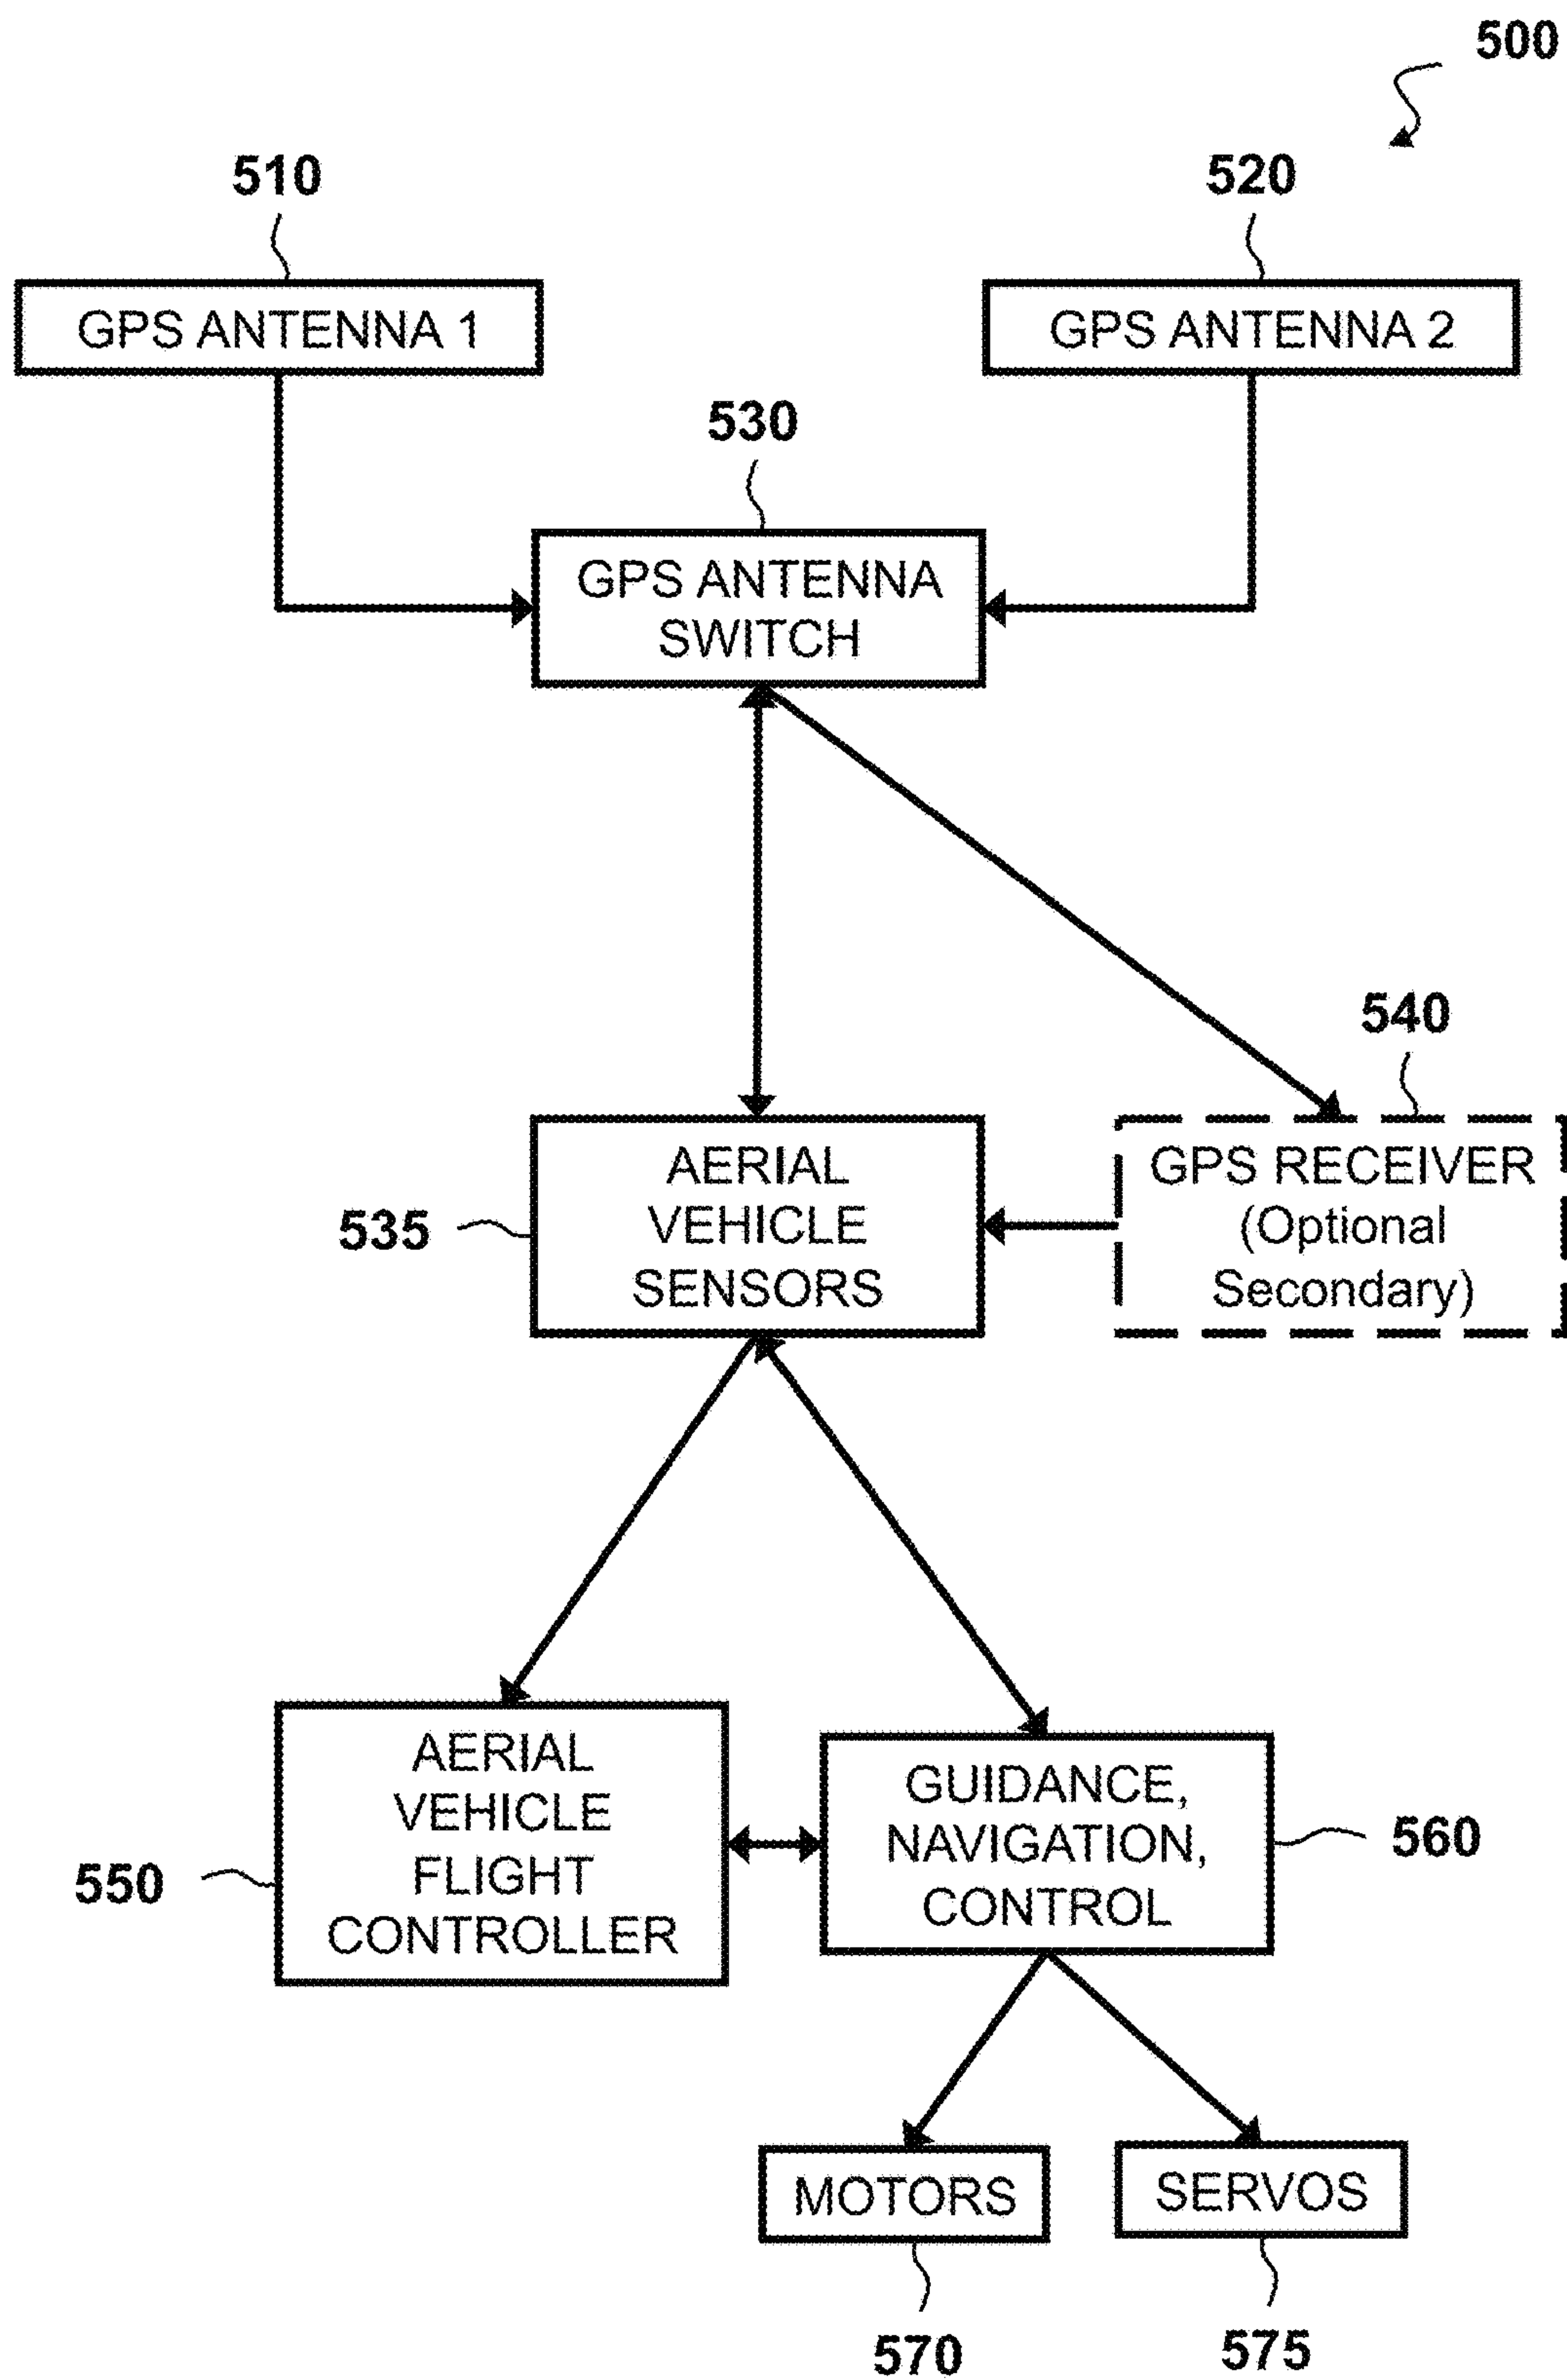 500
510
520
GPS ANTENNA 1
GPS ANTENNA 2
530
GPS ANTENNA
SWITCH
540
AERIAL
VEHICLE
SENSORS
535
GPS RECEIVER
(Optional
Secondary)
AERIAL
VEHICLE
FLIGHT
CONTROLLER
550
GUIDANCE,
NAVIGATION,
CONTROL
560
MOTORS
SERVOS
570
575